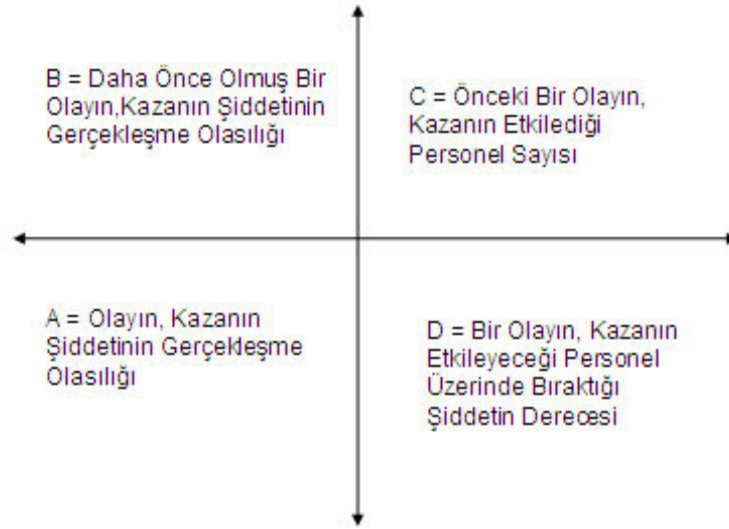 B = Daha Önce Olmuş Bir
Olayın,Kazanın Şiddetinin
Gerçekleşme Olasılığı
C = Önceki Bir Olayın,
Kazanın Etkilediği
Personel Sayısı
A = Olayın, Kazanın
Şiddetinin Gerçekleşme
Olasılığı
D = Bir Olayın, Kazanın
Etkileyeceği Personel
Üzerinde Bıraktığı
Şiddetin Derecesi